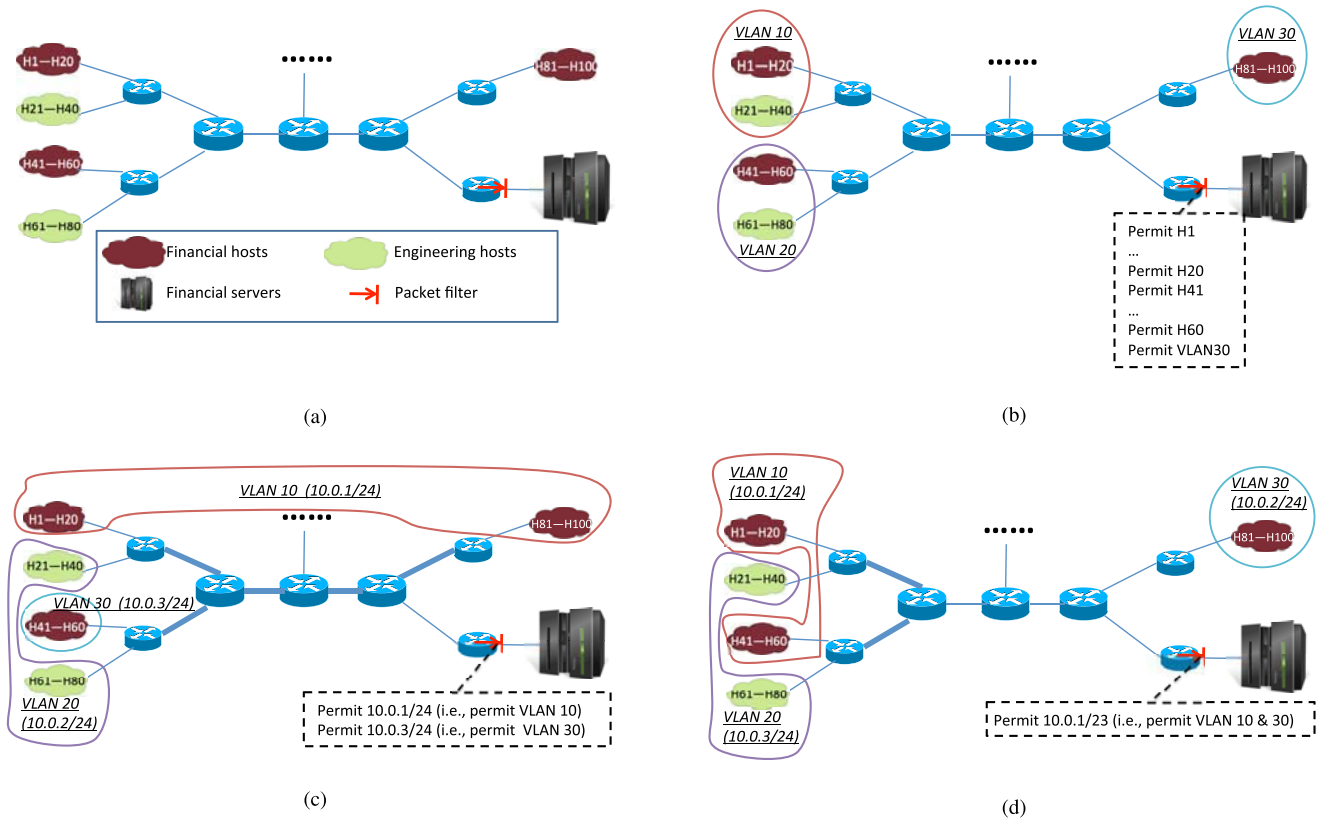 H1—H20
H21—H40
H41—H60
H61—H80
......
H81—H100
Financial hosts
Engineering hosts
Financial servers
Packet filter
(a)
VLAN 10
H1—H20
H21—H40
H41—H60
H61—H80
VLAN 20
......
VLAN 30
H81—H100
Permit H1
...
Permit H20
Permit H41
...
Permit H60
Permit VLAN30
(b)
VLAN 10 (10.0.1/24)
H1—H20
......
H81—H100
H21—H40
VLAN 30 (10.0.3/24)
H41—H60
H61—H80
VLAN 20
(10.0.2/24)
Permit 10.0.1/24 (i.e., permit VLAN 10)
Permit 10.0.3/24 (i.e., permit VLAN 30)
(c)
VLAN 10
(10.0.1/24)
H1—H20
H21—H40
H41—H60
H61—H80
VLAN 20
(10.0.3/24)
......
VLAN 30
(10.0.2/24)
H81—H100
Permit 10.0.1/23 (i.e., permit VLAN 10 & 30)
(d)